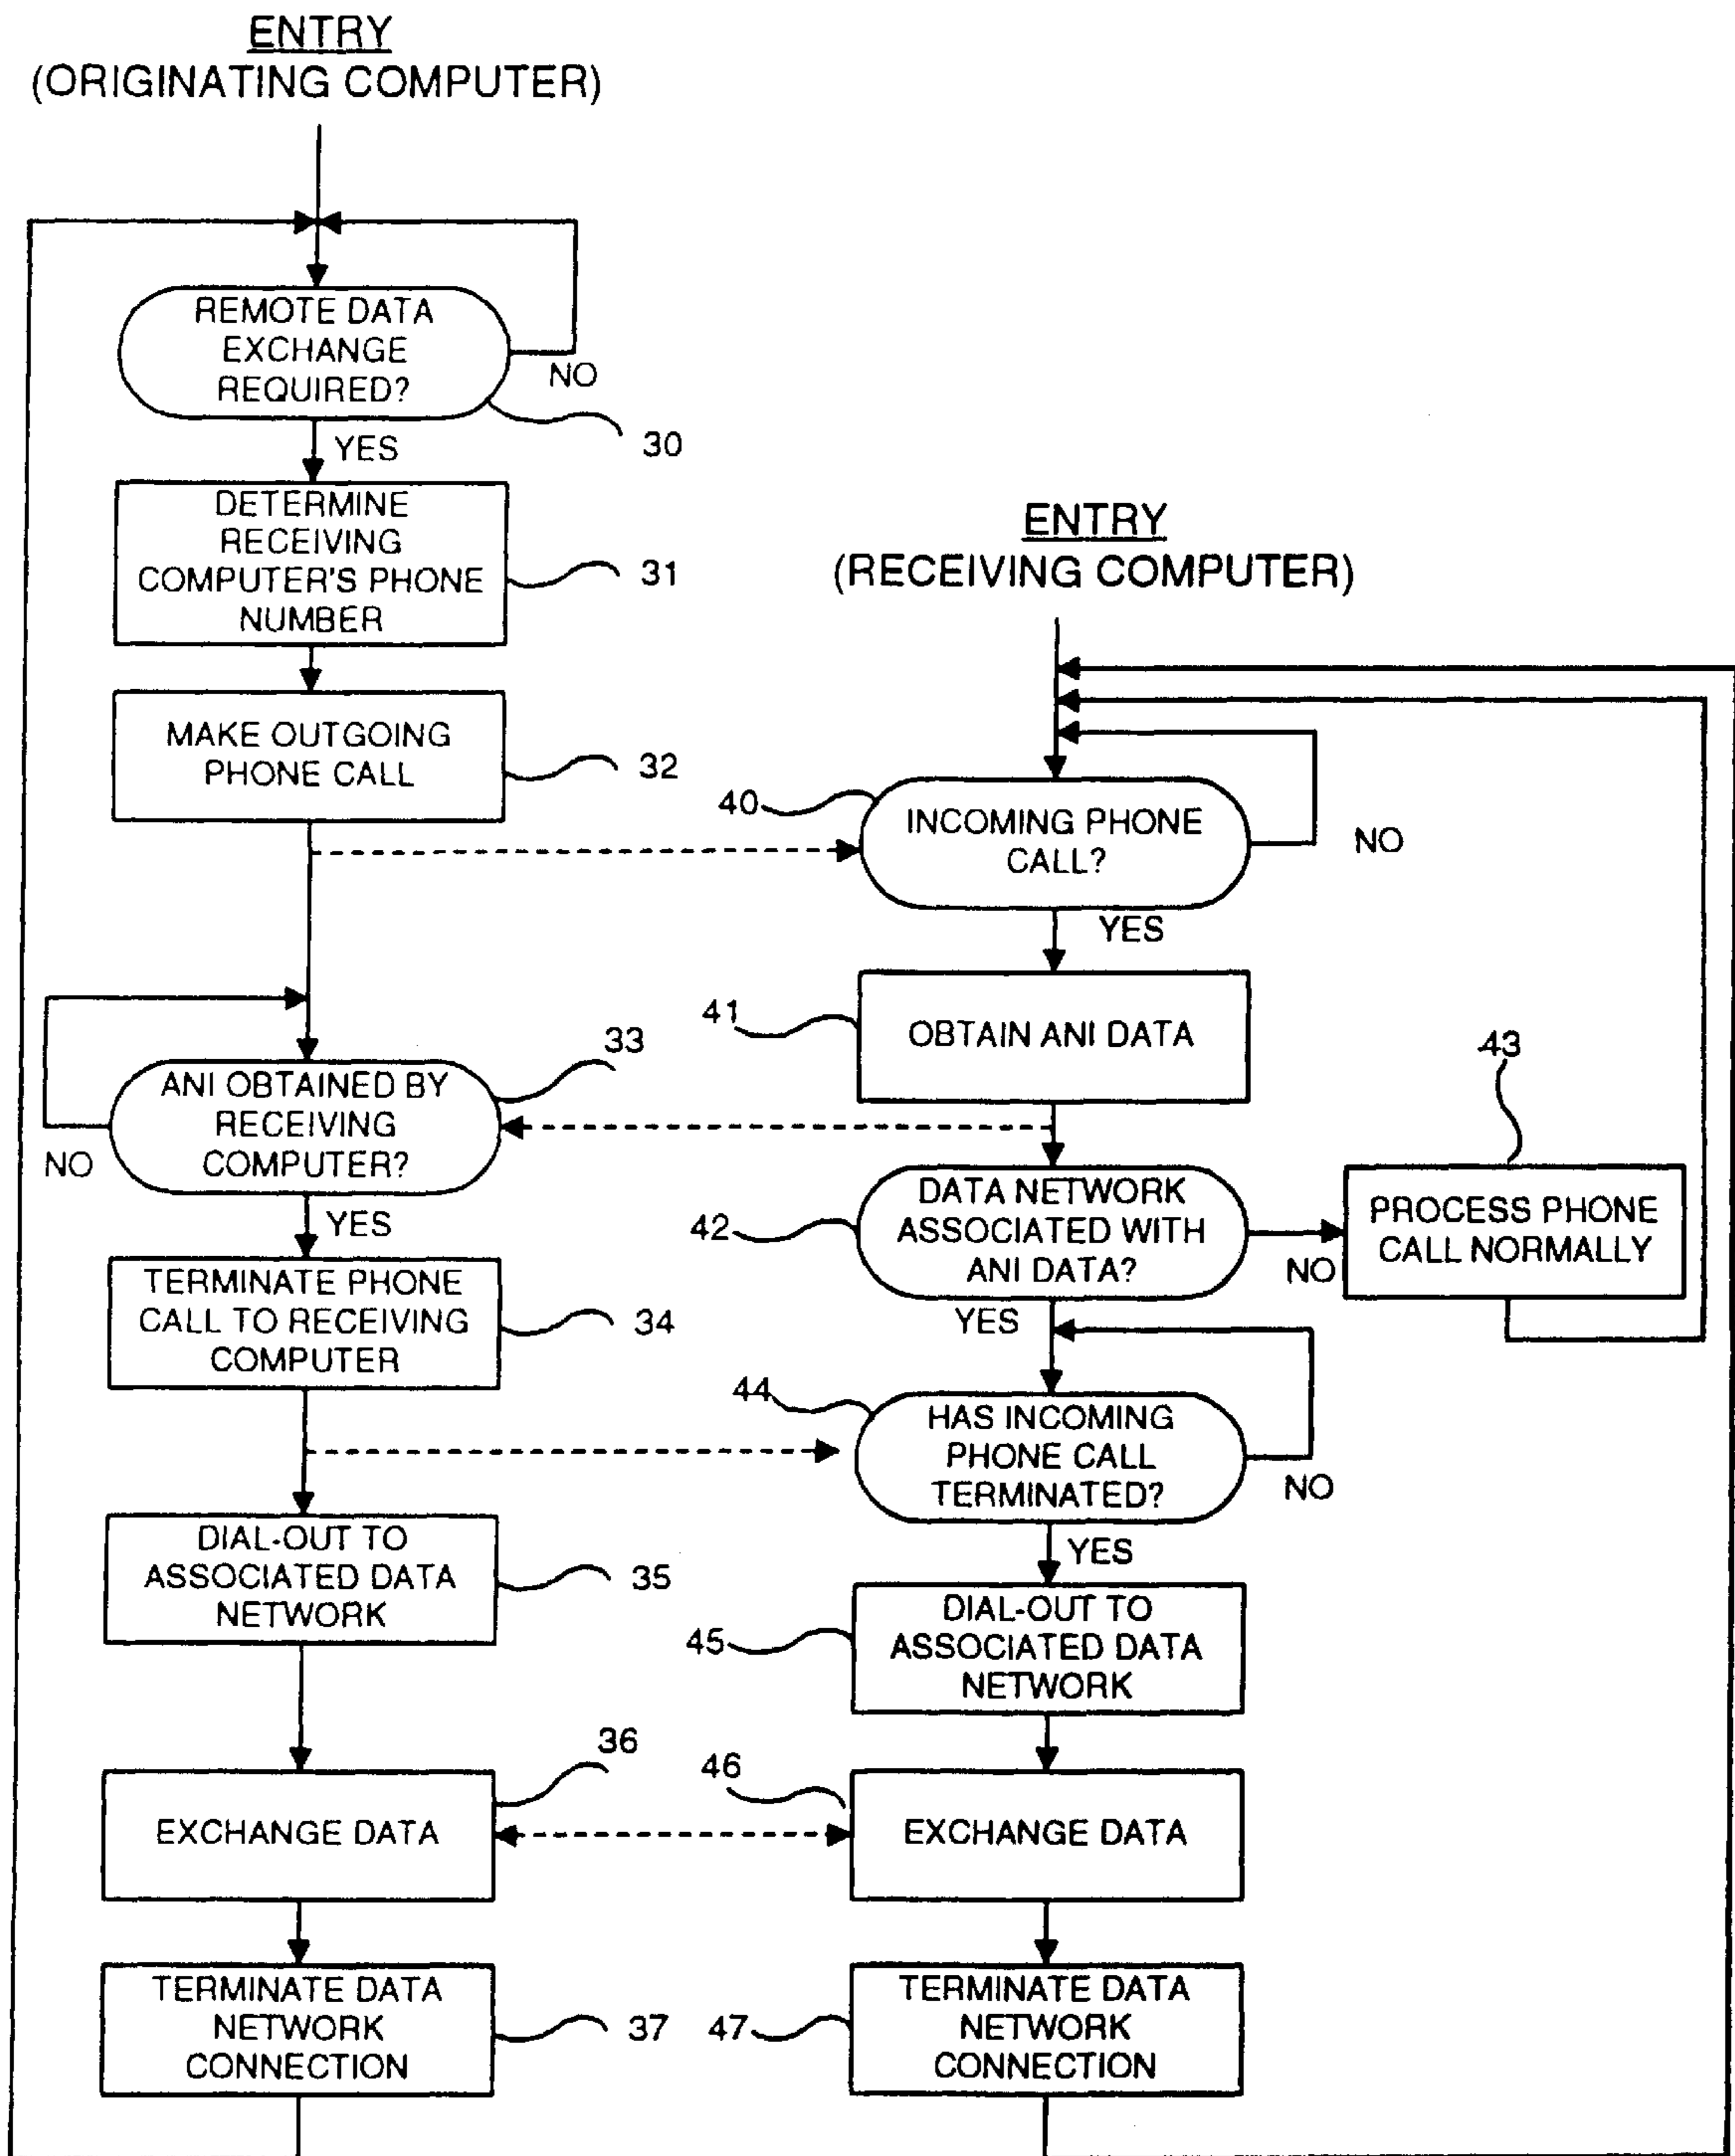 ENTRY
(ORIGINATING COMPUTER)
REMOTE DATA
EXCHANGE
REQUIRED?
NO
30
YES
DETERMINE
RECEIVING
COMPUTER'S PHONE
NUMBER
31
MAKE OUTGOING
PHONE CALL
32
ANI OBTAINED BY
RECEIVING
COMPUTER?
33
NO
YES
TERMINATE PHONE
CALL TO RECEIVING
COMPUTER
34
DIAL-OUT TO
ASSOCIATED DATA
NETWORK
35
36
EXCHANGE DATA
TERMINATE DATA
NETWORK
CONNECTION
37
ENTRY
(RECEIVING COMPUTER)
40
INCOMING PHONE
CALL?
NO
YES
41
OBTAIN ANI DATA
42
DATA NETWORK
ASSOCIATED WITH
ANI DATA?
NO
43
PROCESS PHONE
CALL NORMALLY
YES
44
HAS INCOMING
PHONE CALL
TERMINATED?
NO
YES
45
DIAL-OUT TO
ASSOCIATED DATA
NETWORK
46
EXCHANGE DATA
47
TERMINATE DATA
NETWORK
CONNECTION